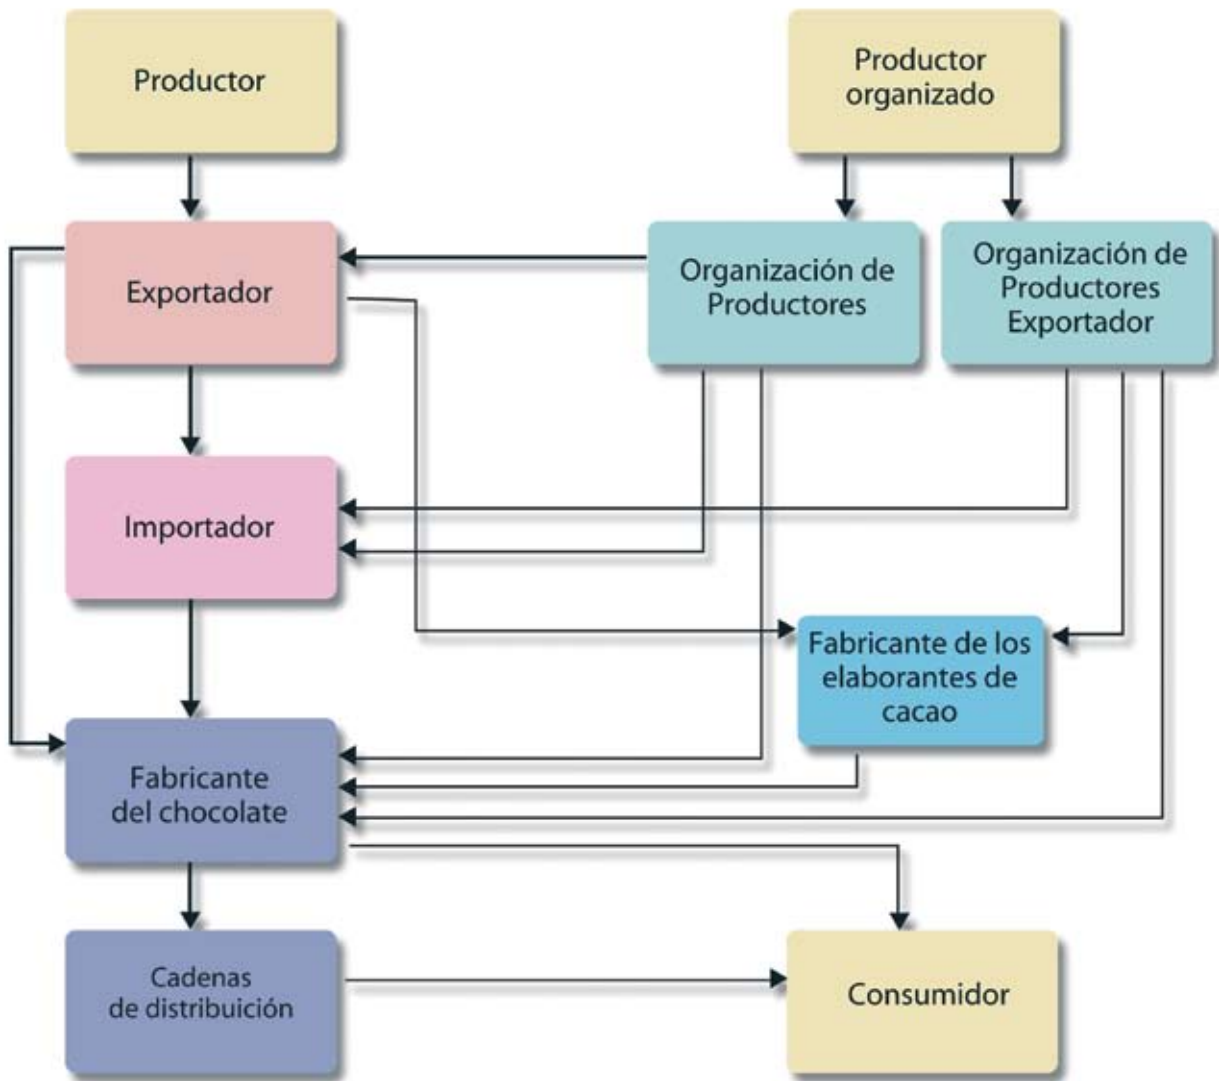 Productor
Productor
organizado
Exportador
Organización de
Productores
Organización de
Productores
Exportador
Importador
Fabricante de los
elaborantes de
cacao
Fabricante
del chocolate
Cadenas
de distribuición
Consumidor